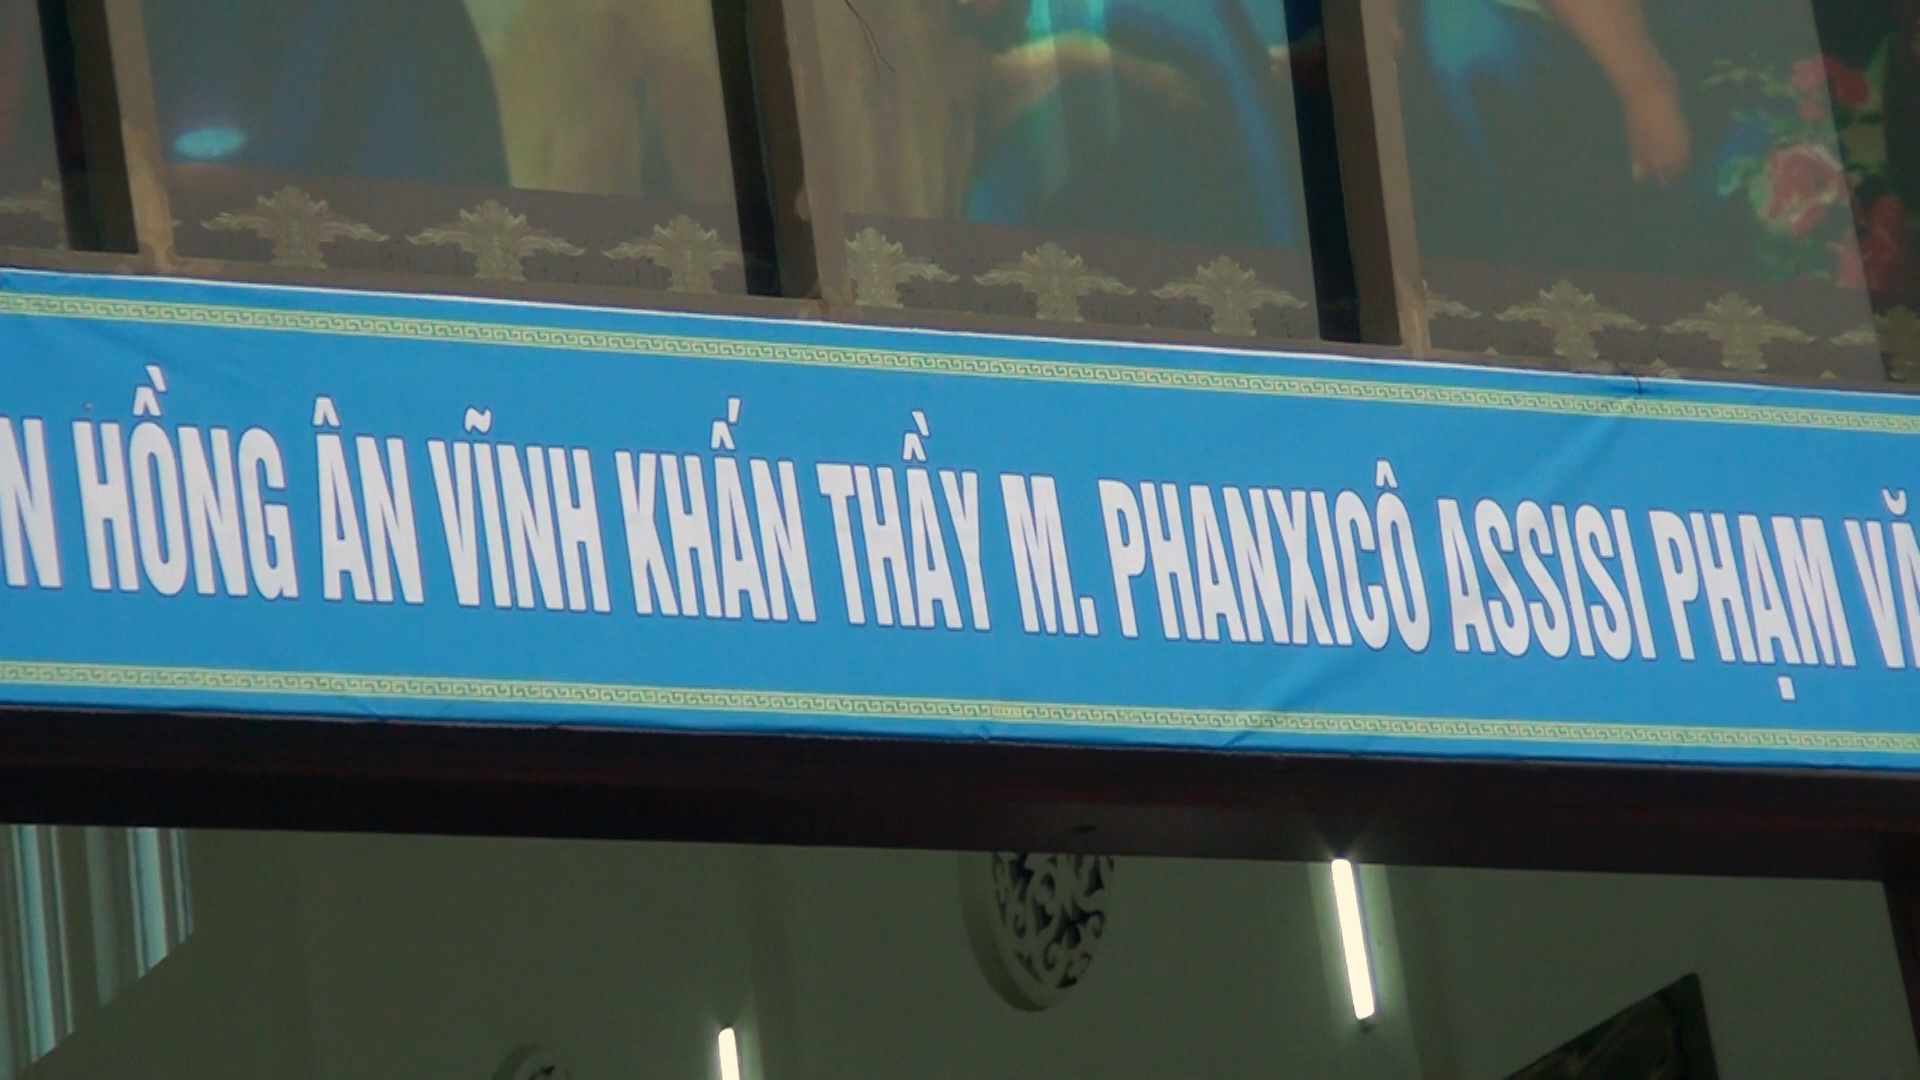 HỒNG ÂN VĨNH KHẤN THẦY M. PHANXICÔ ASSISI PHẠM